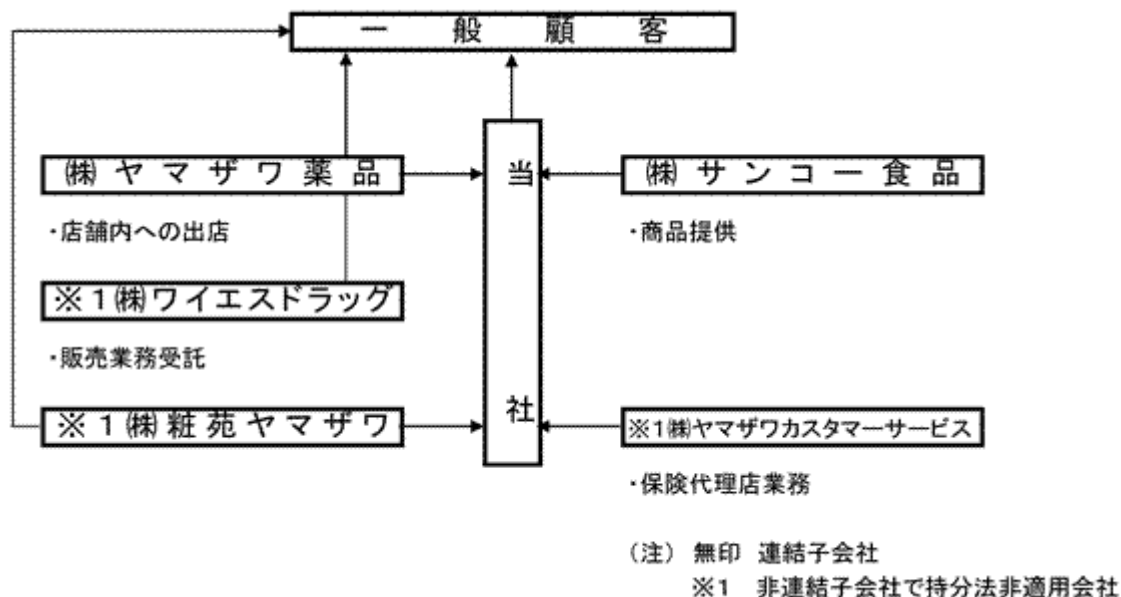 一般顧客
㈱ヤマザワ薬品
当社
㈱サンコー食品
・店舗内への出店
・商品提供
※1㈱ワイエスドラッグ
・販売業務受託
※1㈱粧苑ヤマザワ
※1㈱ヤマザワカスタマーサービス
・保険代理店業務
（注） 無印 連結子会社
※1 非連結子会社で持分法非適用会社